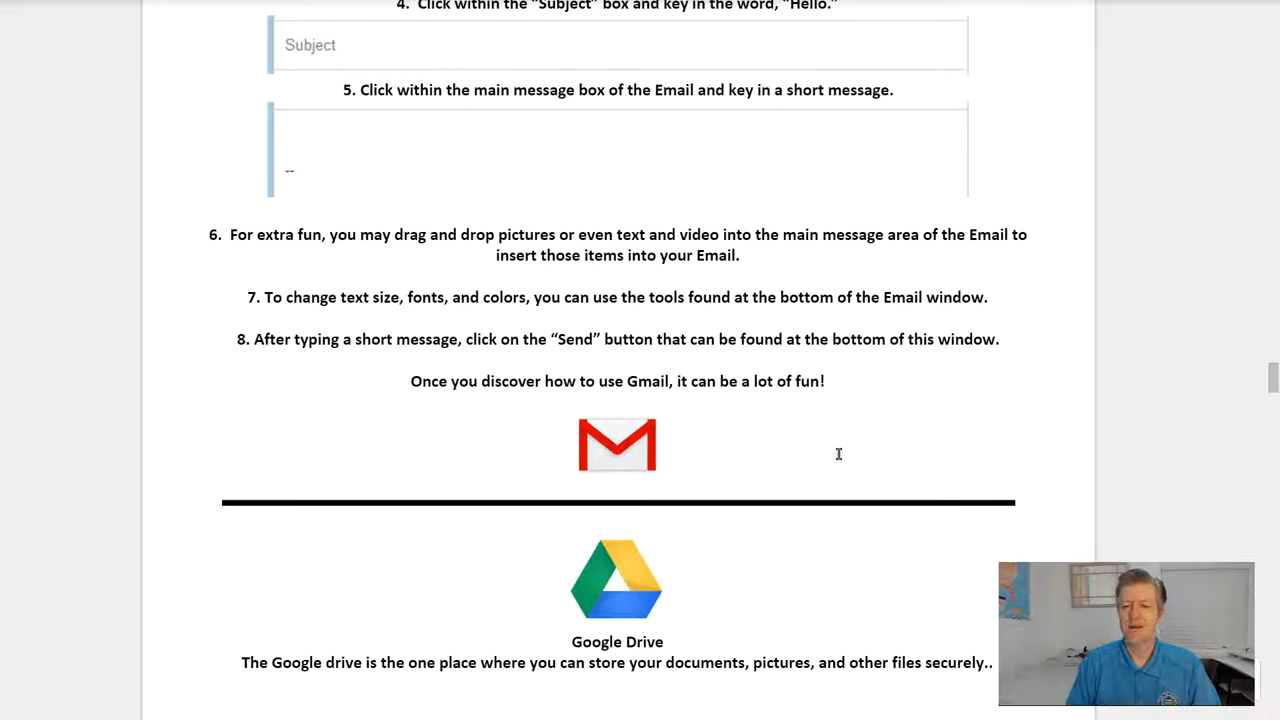 4. Click within the “Subject” box and key in the word, “Hello.”
Subject
5. Click within the main message box of the Email and key in a short message.
--
6. For extra fun, you may drag and drop pictures or even text and video into the main message area of the Email to
insert those items into your Email.
7. To change text size, fonts, and colors, you can use the tools found at the bottom of the Email window.
8. After typing a short message, click on the “Send” button that can be found at the bottom of this window.
Once you discover how to use Gmail, it can be a lot of fun!
Google Drive
The Google drive is the one place where you can store your documents, pictures, and other files securely..